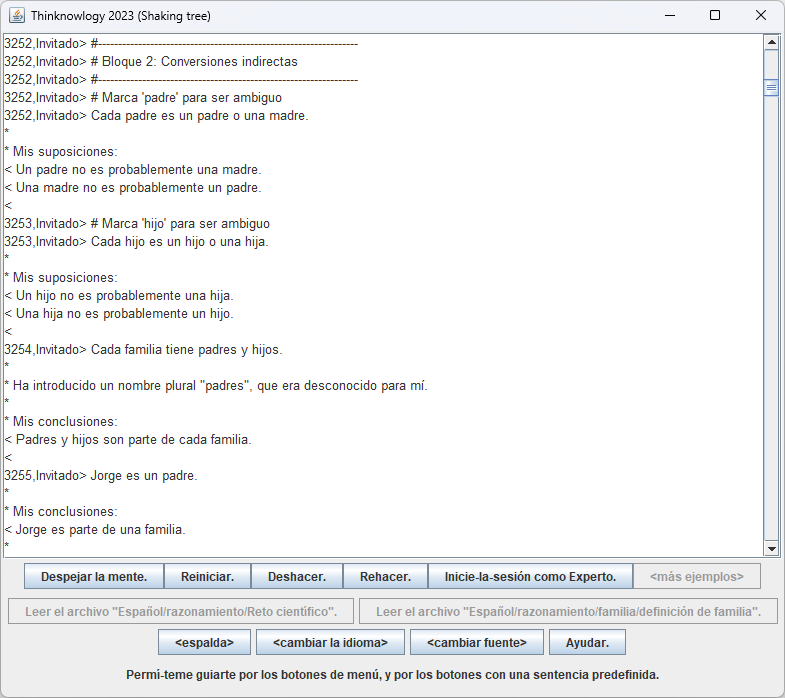 Thinknowlogy 2023 (Shaking tree)
3252,Invitado> #-----------------------------------------------------------------
3252,Invitado> # Bloque 2: Conversiones indirectas
3252,Invitado> #-----------------------------------------------------------------
3252,Invitado> # Marca 'padre' para ser ambiguo
3252,Invitado> Cada padre es un padre o una madre.
*
* Mis suposiciones:
< Un padre no es probablemente una madre.
< Una madre no es probablemente un padre.
<
3253,Invitado> # Marca 'hijo' para ser ambiguo
3253,Invitado> Cada hijo es un hijo o una hija.
*
* Mis suposiciones:
< Un hijo no es probablemente una hija.
< Una hija no es probablemente un hijo.
<
3254,Invitado> Cada familia tiene padres y hijos.
*
* Ha introducido un nombre plural "padres", que era desconocido para mí.
*
* Mis conclusiones:
< Padres y hijos son parte de cada familia.
<
3255,Invitado> Jorge es un padre.
*
* Mis conclusiones:
< Jorge es parte de una familia.
*
Despejar la mente. Reiniciar. Deshacer. Rehacer. Inicie-la-sesión como Experto. <más ejemplos>
Leer el archivo "Español/razonamiento/Reto científico". Leer el archivo "Español/razonamiento/familia/definición de familia".
<espalda> <cambiar la idioma> <cambiar fuente> Ayudar.
Permí-teme guiarte por los botones de menú, y por los botones con una sentencia predefinida.